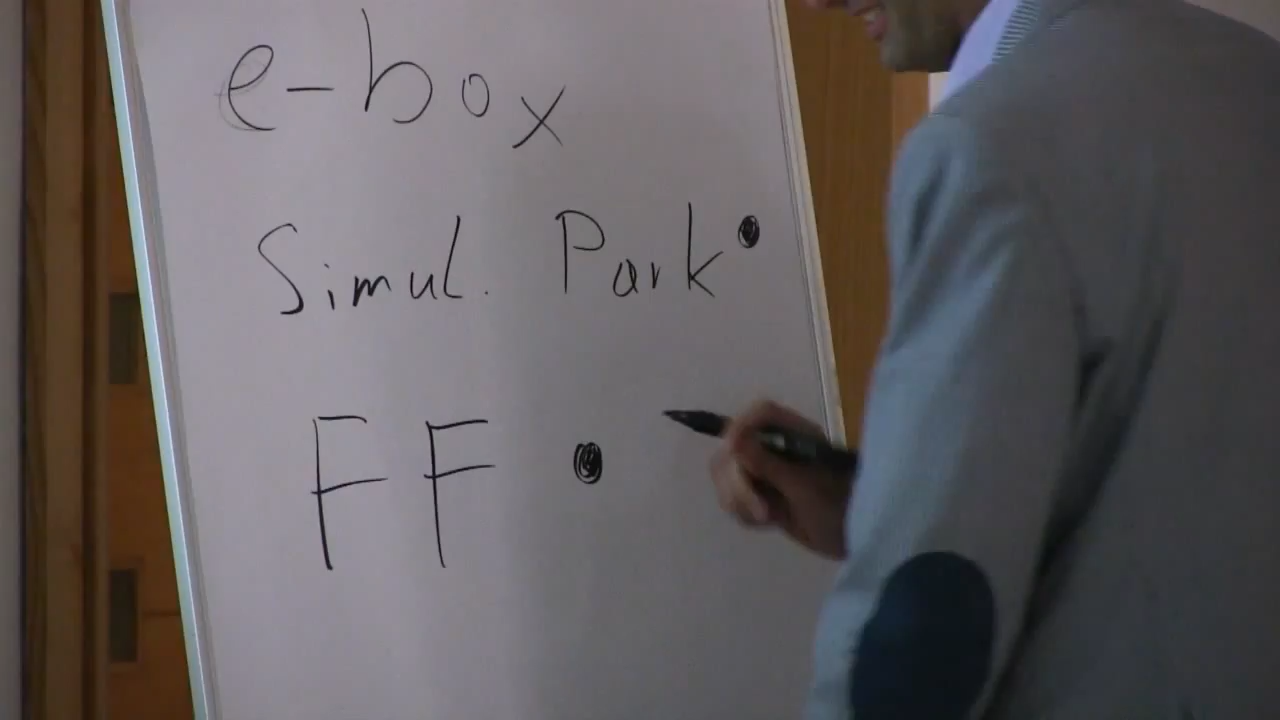 e-box
Simul. Park •
FF •